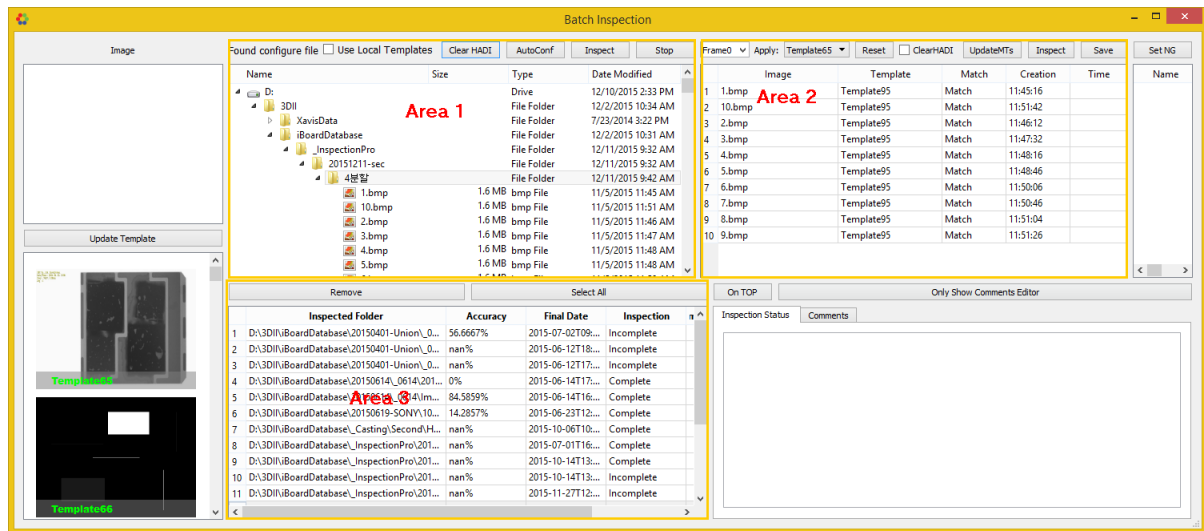 Batch Inspection
Image
Update Template
Template65
Template66
Found configure file Use Local Templates Clear HADI AutoConf Inspect Stop
Name Size Type Date Modified
D: Drive 12/10/2015 2:33 PM
3DII File Folder 12/2/2015 10:34 AM
XavisData File Folder 7/23/2014 3:22 PM
iBoardDatabase File Folder 12/2/2015 10:31 AM
_InspectionPro File Folder 12/11/2015 9:32 AM
20151211-sec File Folder 12/11/2015 9:32 AM
4분할 File Folder 12/11/2015 9:42 AM
1.bmp 1.6 MB bmp File 11/5/2015 11:45 AM
10.bmp 1.6 MB bmp File 11/5/2015 11:51 AM
2.bmp 1.6 MB bmp File 11/5/2015 11:46 AM
3.bmp 1.6 MB bmp File 11/5/2015 11:47 AM
4.bmp 1.6 MB bmp File 11/5/2015 11:48 AM
5.bmp 1.6 MB bmp File 11/5/2015 11:48 AM
Area 1
Frame0 Apply: Template65 Reset ClearHADI UpdateMTs Inspect Save
Image Template Match Creation Time
1 1.bmp Template95 Match 11:45:16
2 10.bmp Template95 Match 11:51:42
3 2.bmp Template95 Match 11:46:12
4 3.bmp Template95 Match 11:47:32
5 4.bmp Template95 Match 11:48:16
6 5.bmp Template95 Match 11:48:46
7 6.bmp Template95 Match 11:50:06
8 7.bmp Template95 Match 11:50:46
9 8.bmp Template95 Match 11:51:04
10 9.bmp Template95 Match 11:51:26
Area 2
Set NG
Name
Remove Select All
Inspected Folder Accuracy Final Date Inspection
1 D:\3DII\iBoardDatabase\20150401-Union\_0... 56.6667% 2015-07-02T09:... Incomplete
2 D:\3DII\iBoardDatabase\20150401-Union\_0... nan% 2015-06-12T18:... Incomplete
3 D:\3DII\iBoardDatabase\20150401-Union\_0... nan% 2015-06-12T17:... Incomplete
4 D:\3DII\iBoardDatabase\20150614\_0614\201... 0% 2015-06-14T17:... Complete
5 D:\3DII\iBoardDatabase\20150614\_0614\Im... 84.5859% 2015-06-14T16:... Complete
6 D:\3DII\iBoardDatabase\20150619-SONY\10... 14.2857% 2015-06-23T12:... Complete
7 D:\3DII\iBoardDatabase\_Casting\Second\H... nan% 2015-10-06T10:... Incomplete
8 D:\3DII\iBoardDatabase\_InspectionPro\201... nan% 2015-07-01T16:... Incomplete
9 D:\3DII\iBoardDatabase\_InspectionPro\201... nan% 2015-10-14T13:... Complete
10 D:\3DII\iBoardDatabase\_InspectionPro\201... nan% 2015-10-14T13:... Incomplete
11 D:\3DII\iBoardDatabase\_InspectionPro\201... nan% 2015-11-27T12:... Incomplete
Area 3
On TOP Only Show Comments Editor
Inspection Status Comments